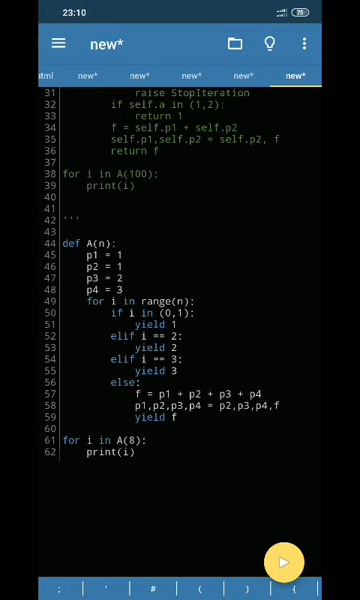 23:10
75
new*
html
new*
new*
new*
new*
new*
31 raise StopIteration
32 if self.a in (1,2):
33 return 1
34 f = self.p1 + self.p2
35 self.p1,self.p2 = self.p2, f
36 return f
37
38 for i in A(100):
39 print(i)
40
41
42 '''
43
44 def A(n):
45 p1 = 1
46 p2 = 1
47 p3 = 2
48 p4 = 3
49 for i in range(n):
50 if i in (0,1):
51 yield 1
52 elif i == 2:
53 yield 2
54 elif i == 3:
55 yield 3
56 else:
57 f = p1 + p2 + p3 + p4
58 p1,p2,p3,p4 = p2,p3,p4,f
59 yield f
60
61 for i in A(8):
62 print(i)
; ' # ( ) {